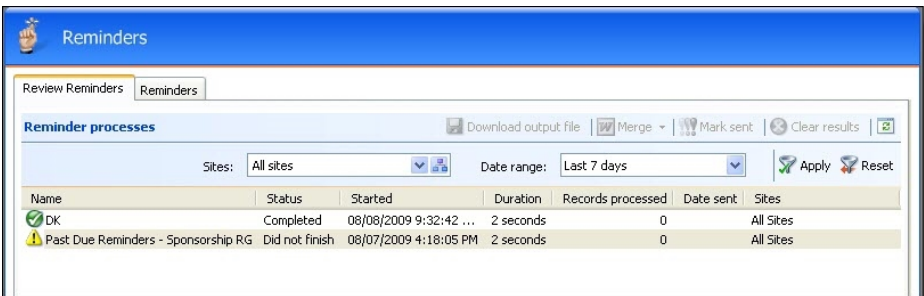 Reminders
Review Reminders Reminders
Reminder processes Download output file Merge Mark sent Clear results
Sites: All sites Date range: Last 7 days Apply Reset
Name Status Started Duration Records processed Date sent Sites
DK Completed 08/08/2009 9:32:42 ... 2 seconds 0 All Sites
Past Due Reminders - Sponsorship RG Did not finish 08/07/2009 4:18:05 PM 2 seconds 0 All Sites